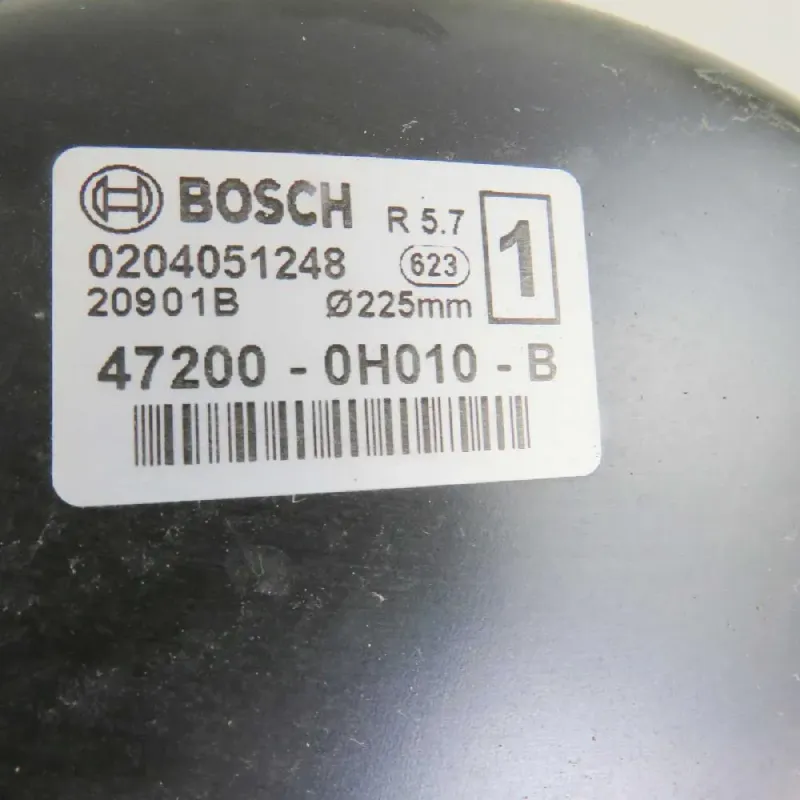 BOSCH R 5.7 1
0204051248 623
20901B Ø225mm
47200 - 0H010 - B